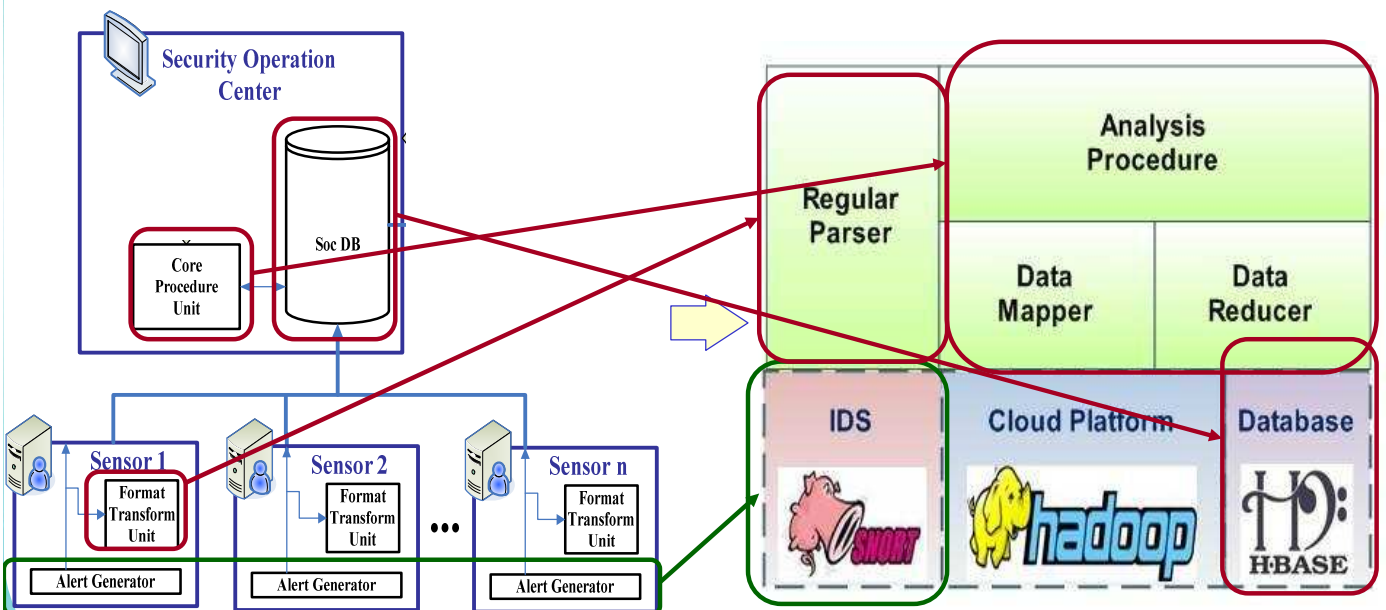 Security Operation
Center
Soc DB
Core
Procedure
Unit
Sensor 1
Format
Transform
Unit
Alert Generator
Sensor 2
Format
Transform
Unit
Alert Generator
•••
Sensor n
Format
Transform
Unit
Alert Generator
Regular
Parser
Analysis
Procedure
Data
Mapper
Data
Reducer
IDS
SNORT
Cloud Platform
hadoop
Database
H
H·BASE